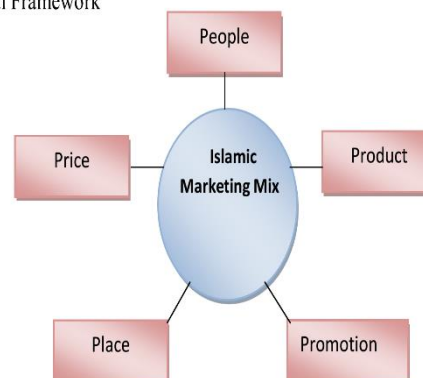 Framework
People
Price
Islamic
Marketing Mix
Product
Place
Promotion